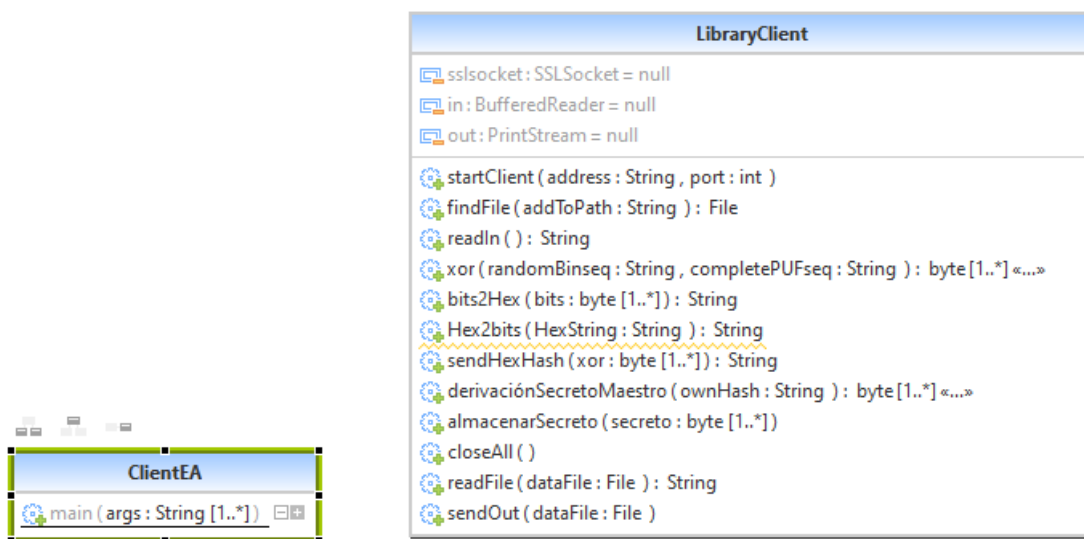 LibraryClient
sslsocket : SSLSocket = null
in : BufferedReader = null
out : PrintStream = null
startClient ( address : String , port : int )
findFile ( addToPath : String ) : File
readIn ( ) : String
xor ( randomBinseq : String , completePUFseq : String ) : byte [1..*] «...»
bits2Hex ( bits : byte [1..*] ) : String
Hex2bits ( HexString : String ) : String
sendHexHash ( xor : byte [1..*] ) : String
derivaciónSecretoMaestro ( ownHash : String ) : byte [1..*] «...»
almacenarSecreto ( secreto : byte [1..*] )
closeAll ( )
readFile ( dataFile : File ) : String
sendOut ( dataFile : File )
ClientEA
main ( args : String [1..*] )